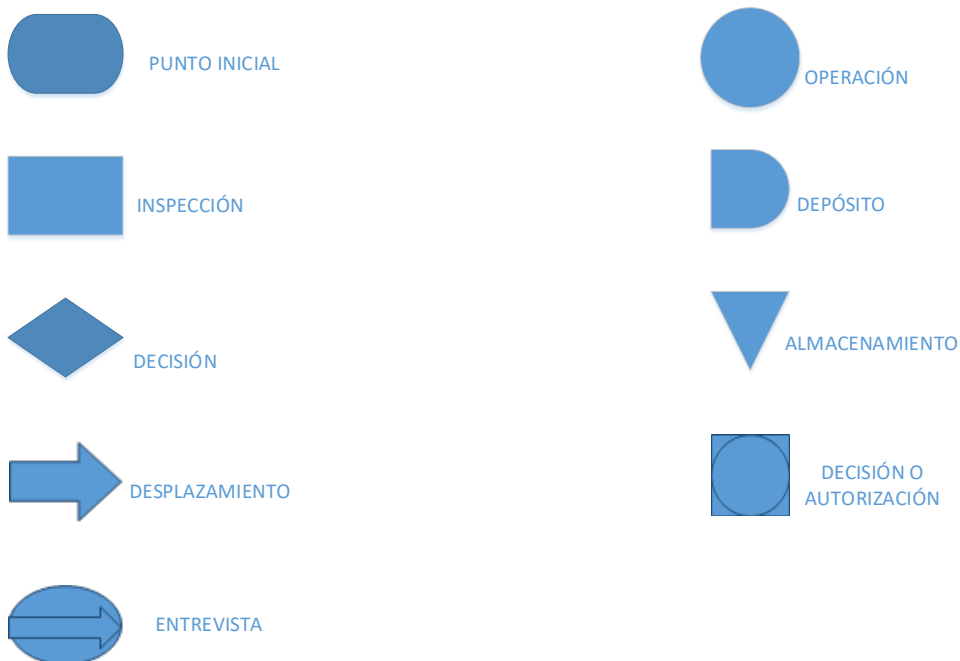 PUNTO INICIAL
OPERACIÓN
INSPECCIÓN
DEPÓSITO
DECISIÓN
ALMACENAMIENTO
DESPLAZAMIENTO
DECISIÓN O
AUTORIZACIÓN
ENTREVISTA